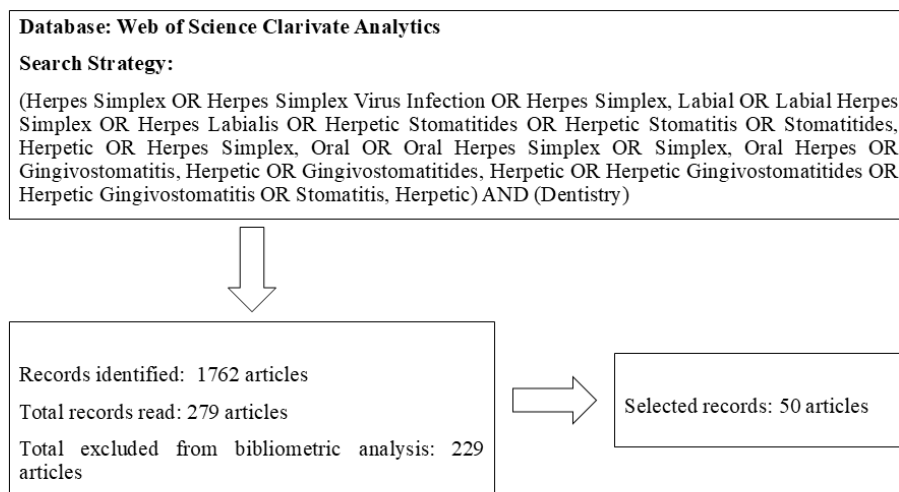 Database: Web of Science Clarivate Analytics
Search Strategy:
(Herpes Simplex OR Herpes Simplex Virus Infection OR Herpes Simplex, Labial OR Labial Herpes
Simplex OR Herpes Labialis OR Herpetic Stomatitides OR Herpetic Stomatitis OR Stomatitides,
Herpetic OR Herpes Simplex, Oral OR Oral Herpes Simplex OR Simplex, Oral Herpes OR
Gingivostomatitis, Herpetic OR Gingivostomatitides, Herpetic OR Herpetic Gingivostomatitides OR
Herpetic Gingivostomatitis OR Stomatitis, Herpetic) AND (Dentistry)
Records identified: 1762 articles
Total records read: 279 articles
Total excluded from bibliometric analysis: 229
articles
Selected records: 50 articles